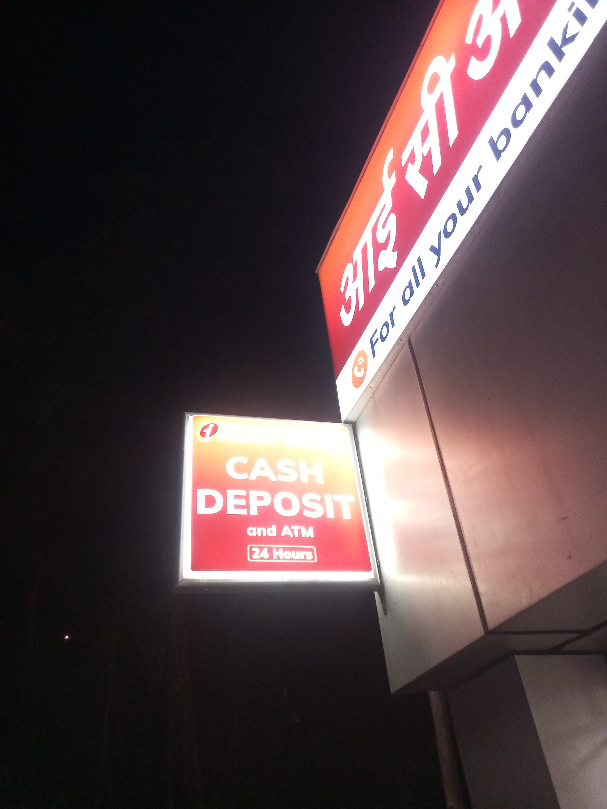 आई सी आ
For all your banki
CASH
DEPOSIT
and ATM
24 Hours